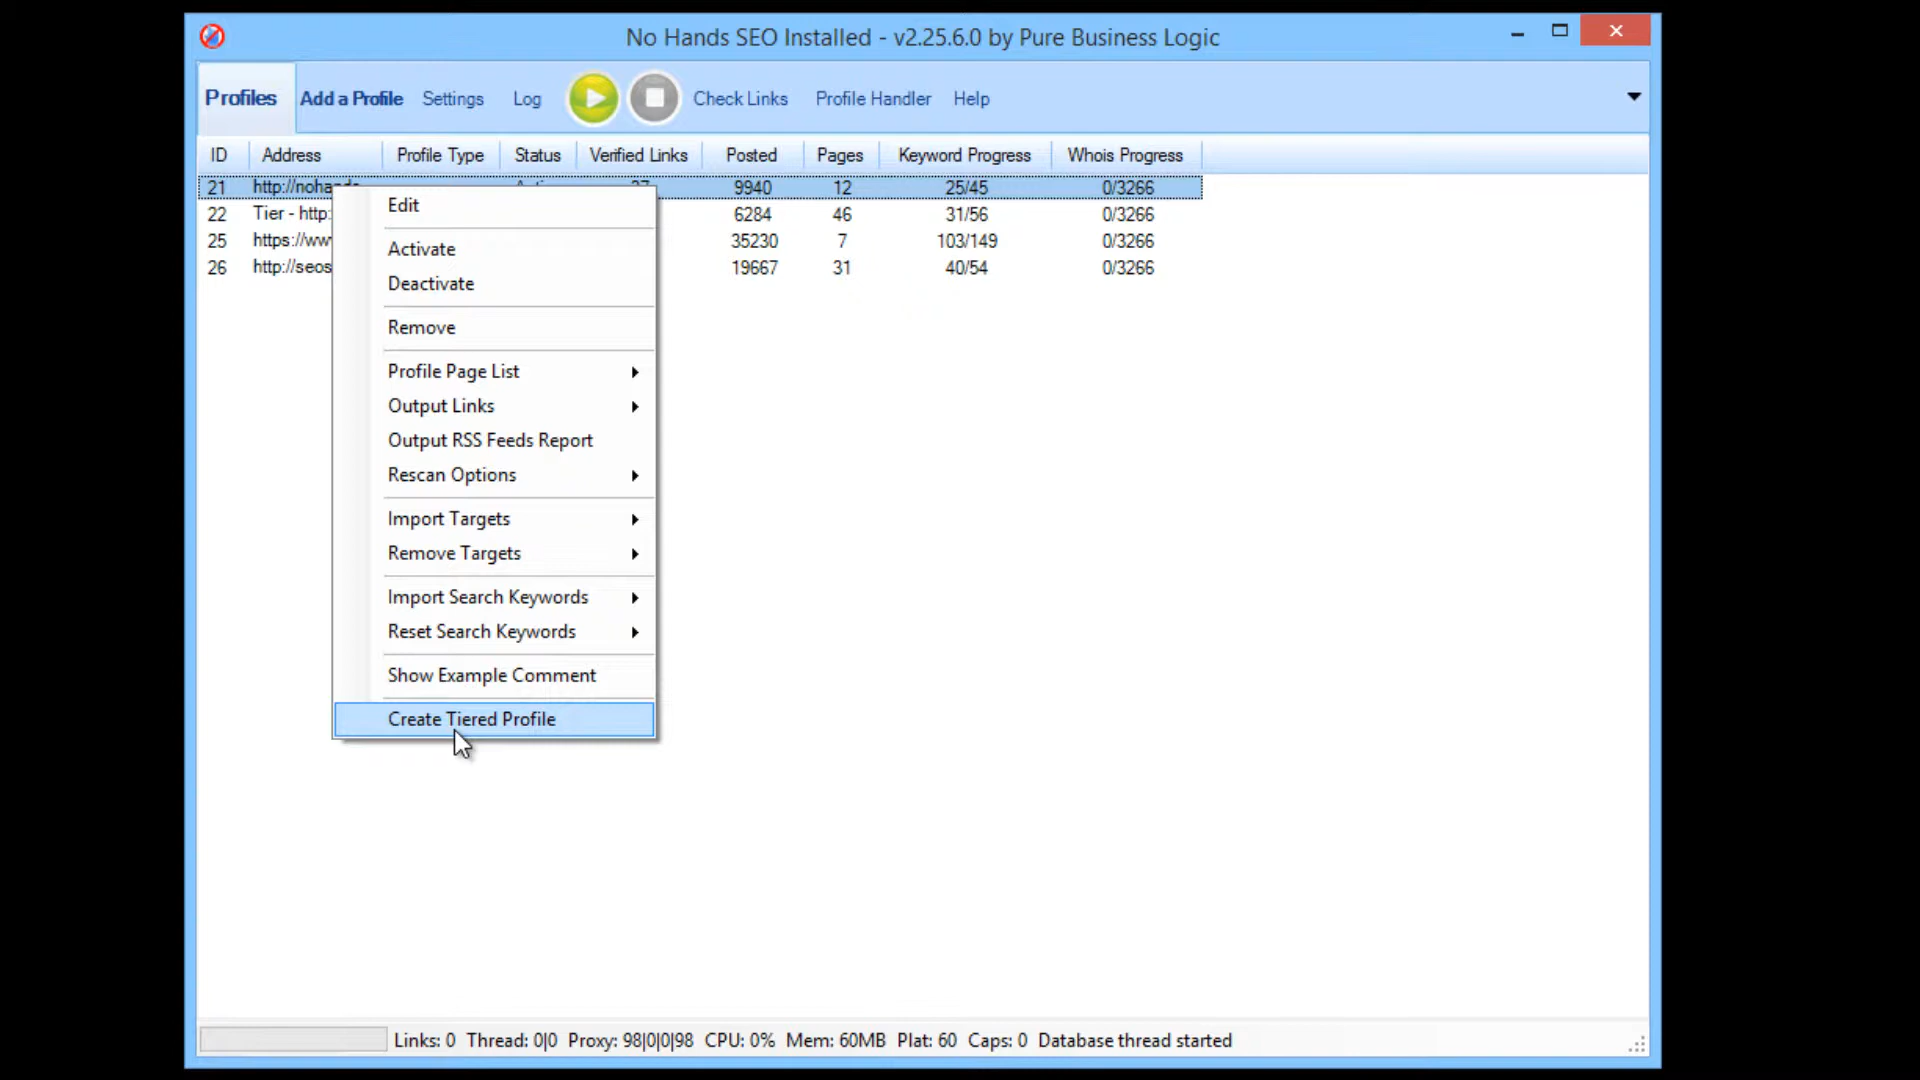 No Hands SEO Installed - v2.25.6.0 by Pure Business Logic
Profiles Add a Profile Settings Log Check Links Profile Handler Help
ID Address Profile Type Status Verified Links Posted Pages Keyword Progress Whois Progress
21 http://nohands 9940 12 25/45 0/3266
22 Tier - http: 6284 46 31/56 0/3266
25 https://ww 35230 7 103/149 0/3266
26 http://seos 19667 31 40/54 0/3266
Edit
Activate
Deactivate
Remove
Profile Page List
Output Links
Output RSS Feeds Report
Rescan Options
Import Targets
Remove Targets
Import Search Keywords
Reset Search Keywords
Show Example Comment
Create Tiered Profile
Links: 0 Thread: 0|0 Proxy: 98|0|0|98 CPU: 0% Mem: 60MB Plat: 60 Caps: 0 Database thread started